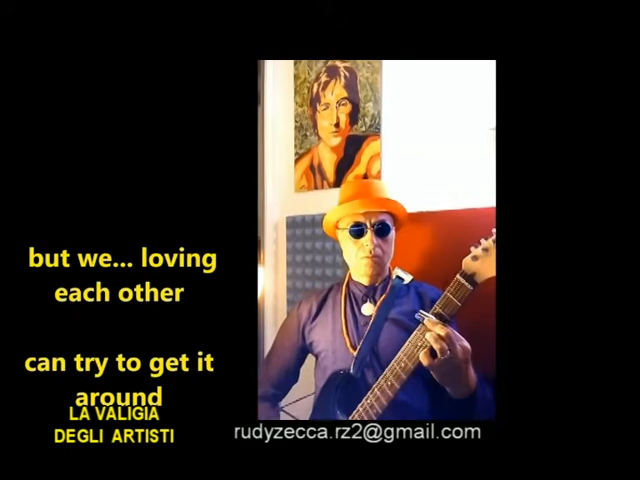 but we... loving
each other
can try to get it
around
LA VALIGIA
DEGLI ARTISTI
rudyzecca.rz2@gmail.com